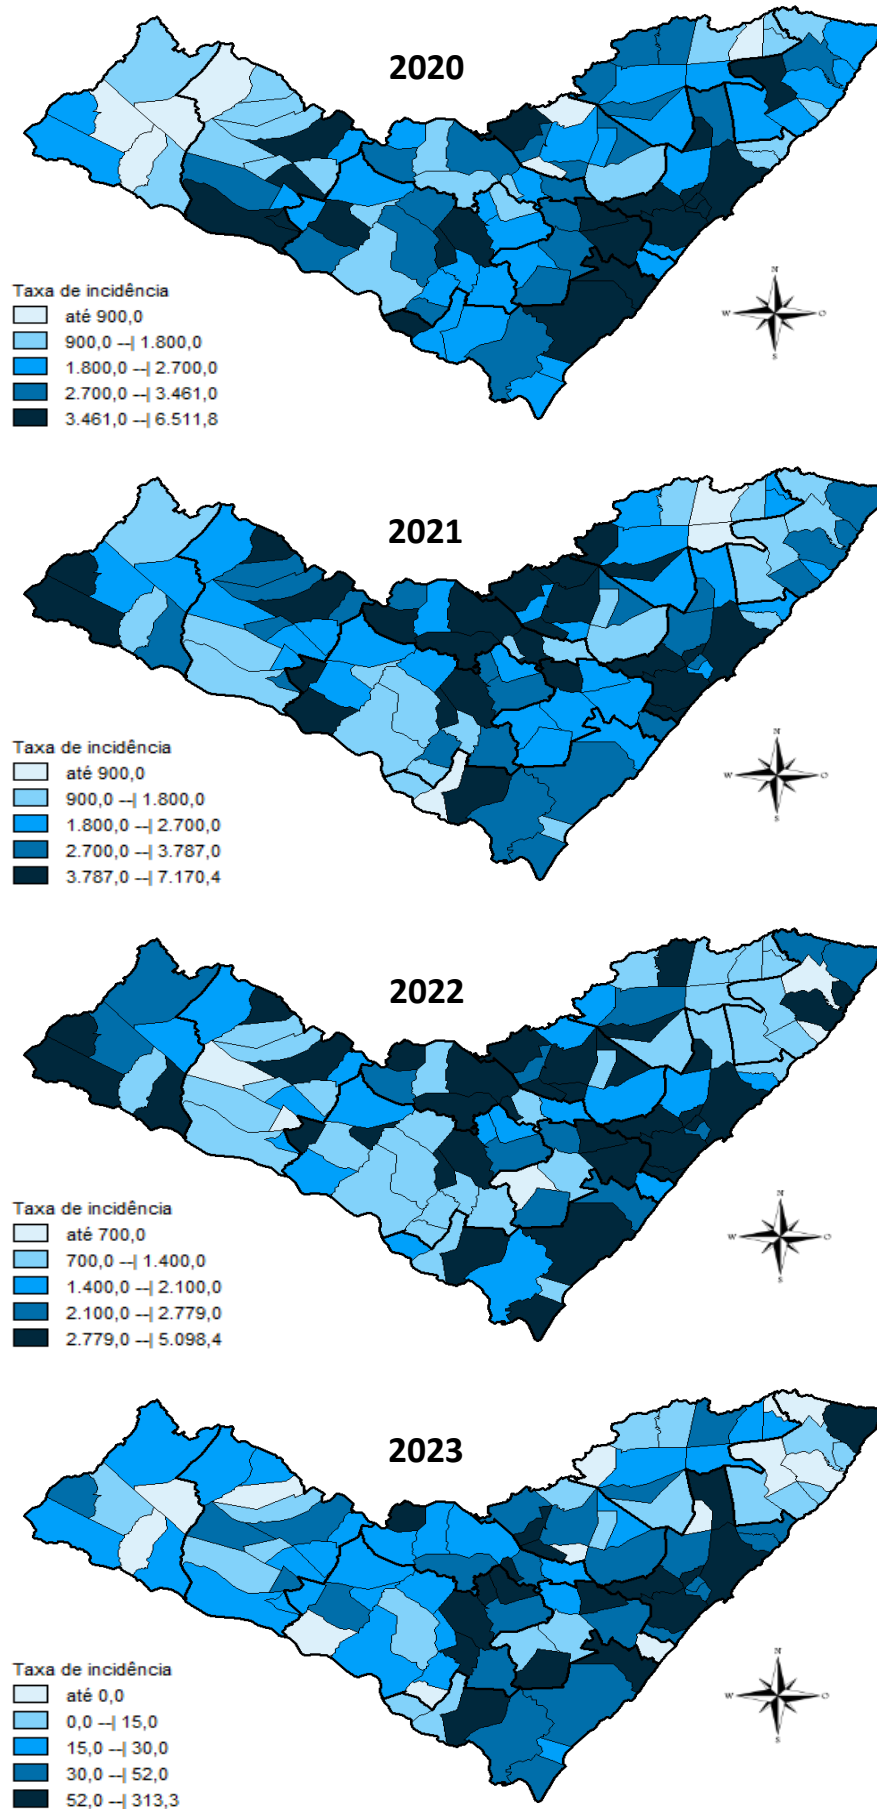 2020
Taxa de incidência
até 900,0
900,0 --| 1.800,0
1.800,0 --| 2.700,0
2.700,0 --| 3.461,0
3.461,0 --| 6.511,8
N
W
O
S
2021
Taxa de incidência
até 900,0
900,0 --| 1.800,0
1.800,0 --| 2.700,0
2.700,0 --| 3.787,0
3.787,0 --| 7.170,4
N
W
O
S
2022
Taxa de incidência
até 700,0
700,0 --| 1.400,0
1.400,0 --| 2.100,0
2.100,0 --| 2.779,0
2.779,0 --| 5.098,4
N
W
O
S
2023
Taxa de incidência
até 0,0
0,0 --| 15,0
15,0 --| 30,0
30,0 --| 52,0
52,0 --| 313,3
N
W
O
S